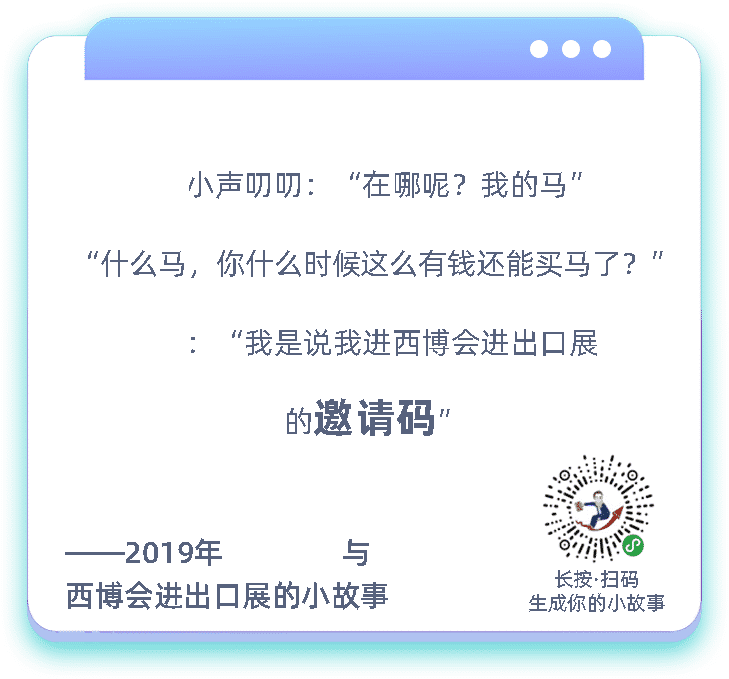 小声叨叨：“在哪呢？我的马”
“什么马，你什么时候这么有钱还能买马了？”
：“我是说我进西博会进出口展
的邀请码”
——2019年 与
西博会进出口展的小故事
长按·扫码
生成你的小故事